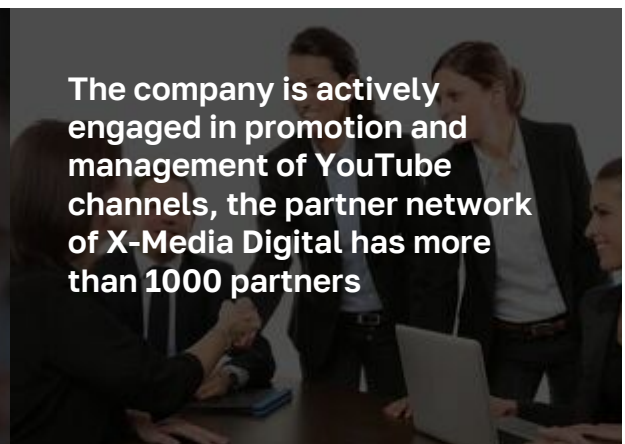 The company is actively
engaged in promotion and
management of YouTube
channels, the partner network
of X-Media Digital has more
than 1000 partners